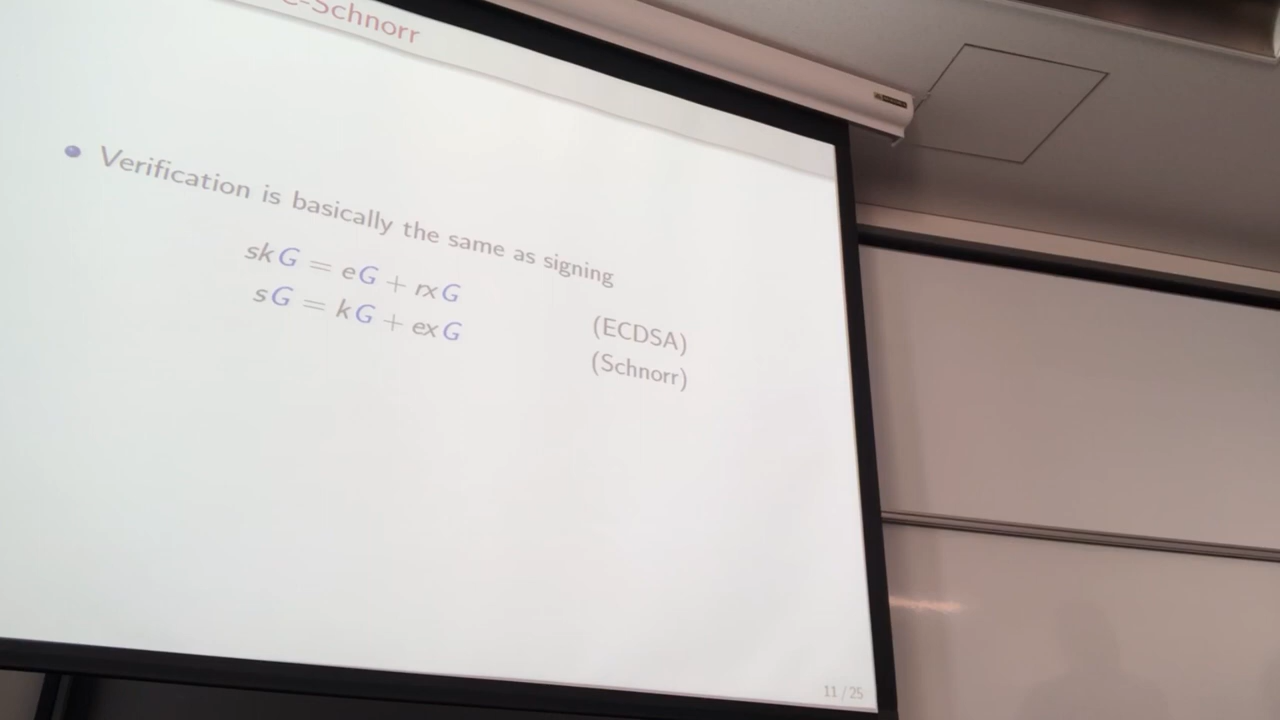 -Schnorr
Verification is basically the same as signing
skG = eG + rxG (ECDSA)
sG = kG + exG (Schnorr)
11 / 25